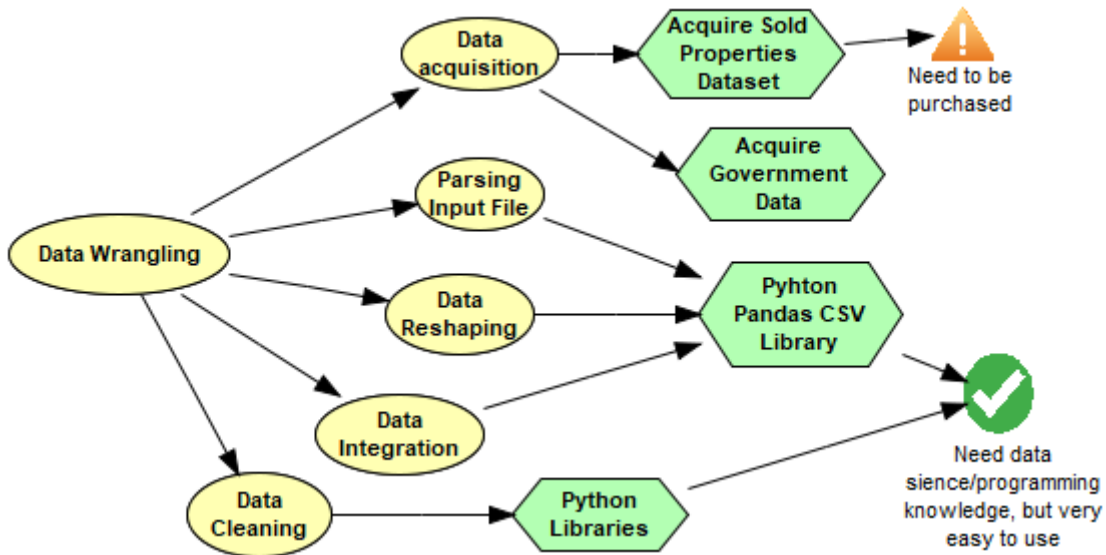 Data
acquisition
Acquire Sold
Properties
Dataset
Need to be
purchased
Acquire
Government
Data
Parsing
Input File
Data Wrangling
Data
Reshaping
Pyhton
Pandas CSV
Library
Data
Integration
Data
Cleaning
Python
Libraries
Need data
sience/programming
knowledge, but very
easy to use